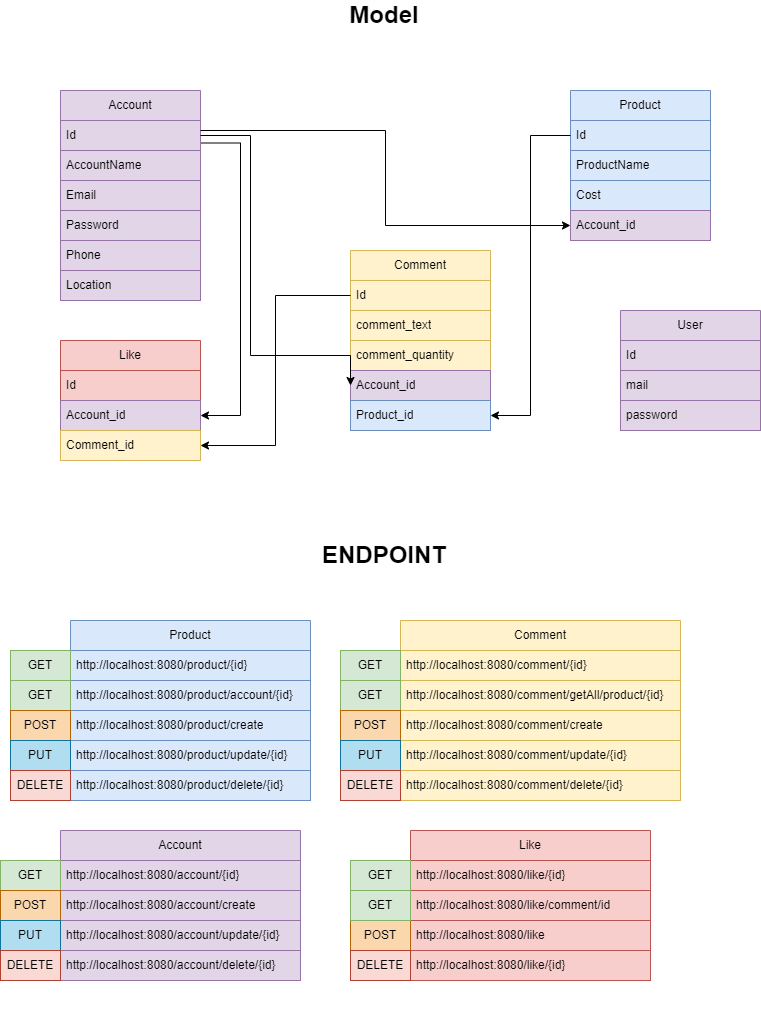 Model
Account
Id
AccountName
Email
Password
Phone
Location
Product
Id
ProductName
Cost
Account_id
Comment
Id
comment_text
comment_quantity
Account_id
Product_id
Like
Id
Account_id
Comment_id
User
Id
mail
password
ENDPOINT
Product
GET http://localhost:8080/product/{id}
GET http://localhost:8080/product/account/{id}
POST http://localhost:8080/product/create
PUT http://localhost:8080/product/update/{id}
DELETE http://localhost:8080/product/delete/{id}
Comment
GET http://localhost:8080/comment/{id}
GET http://localhost:8080/comment/getAll/product/{id}
POST http://localhost:8080/comment/create
PUT http://localhost:8080/comment/update/{id}
DELETE http://localhost:8080/comment/delete/{id}
Account
GET http://localhost:8080/account/{id}
POST http://localhost:8080/account/create
PUT http://localhost:8080/account/update/{id}
DELETE http://localhost:8080/account/delete/{id}
Like
GET http://localhost:8080/like/{id}
GET http://localhost:8080/like/comment/id
POST http://localhost:8080/like
DELETE http://localhost:8080/like/{id}